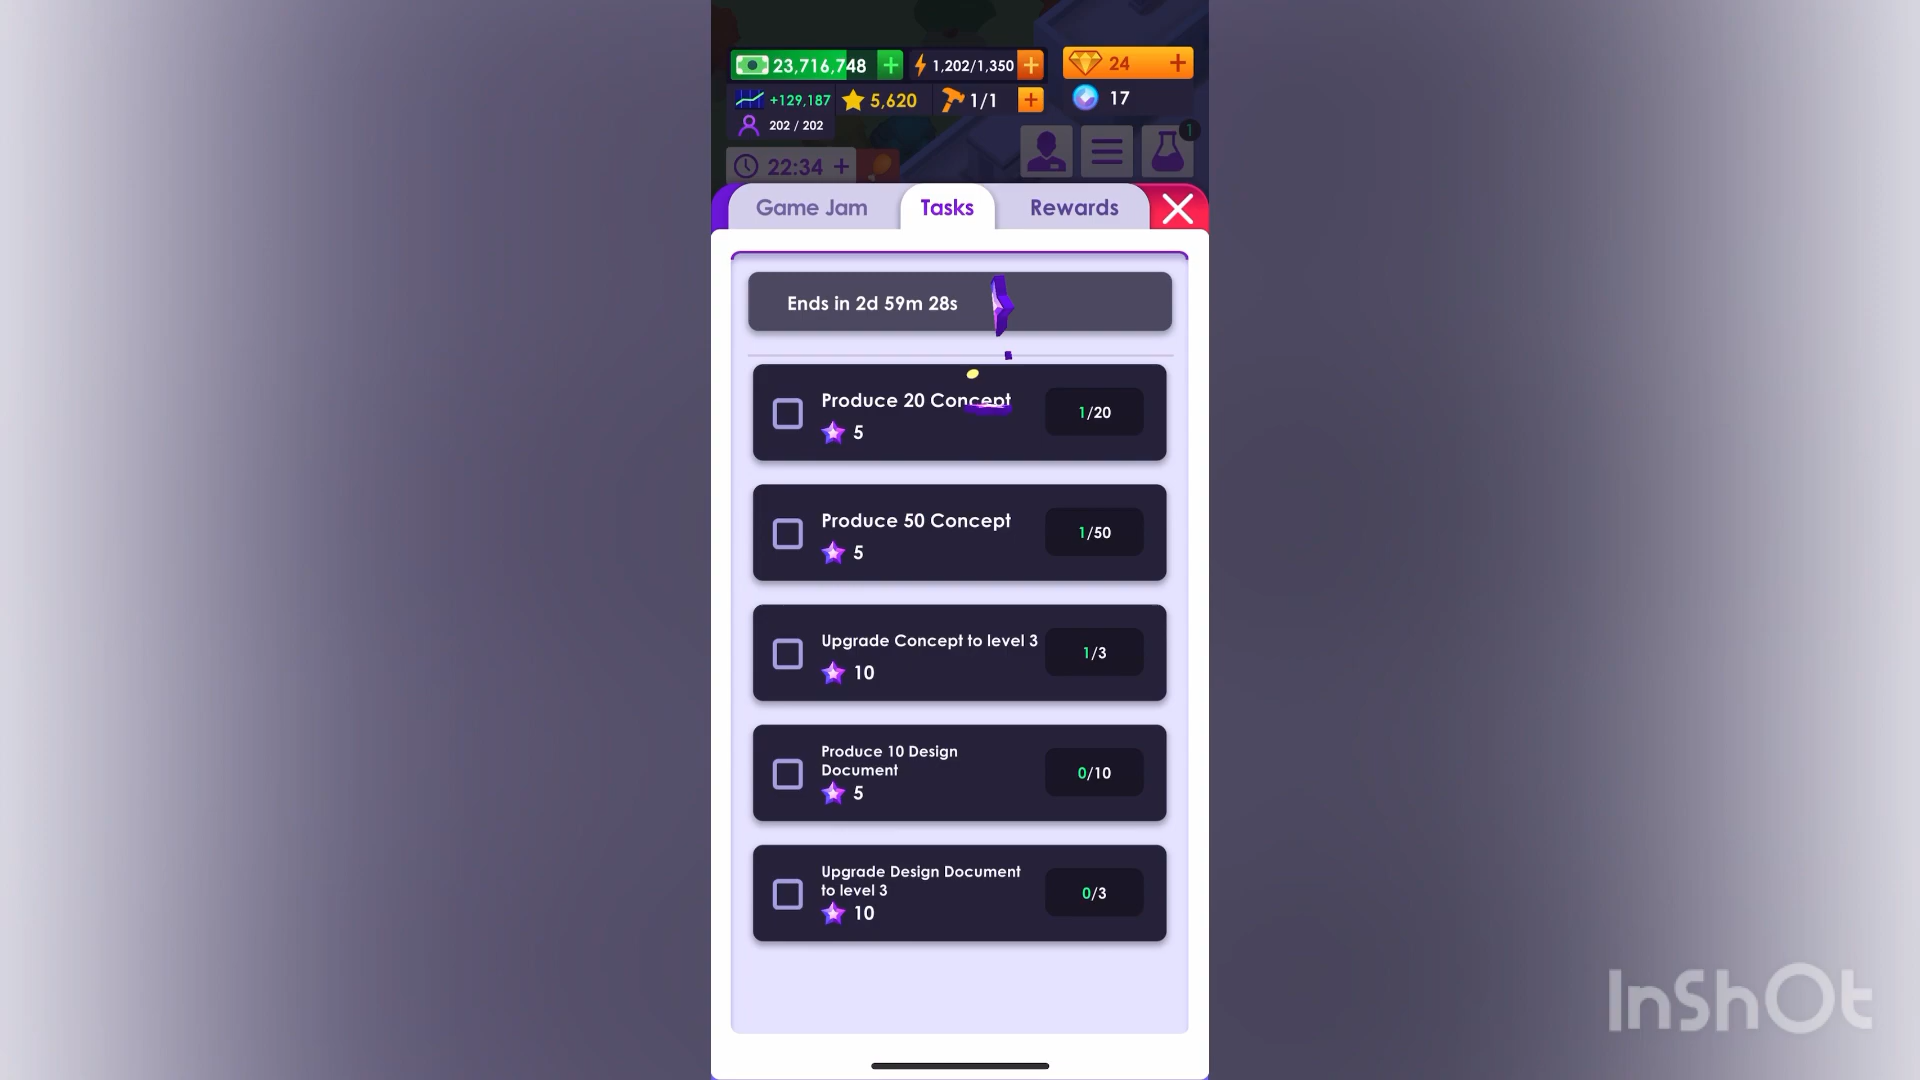 23,716,748
1,202/1,350
24
+129,187
5,620
1/1
17
202 / 202
1
22:34
Game Jam
Tasks
Rewards
Ends in 2d 59m 28s
Produce 20 Concept
1/20
5
Produce 50 Concept
1/50
5
Upgrade Concept to level 3
1/3
10
Produce 10 Design
Document
0/10
5
Upgrade Design Document
to level 3
0/3
10
InShOt